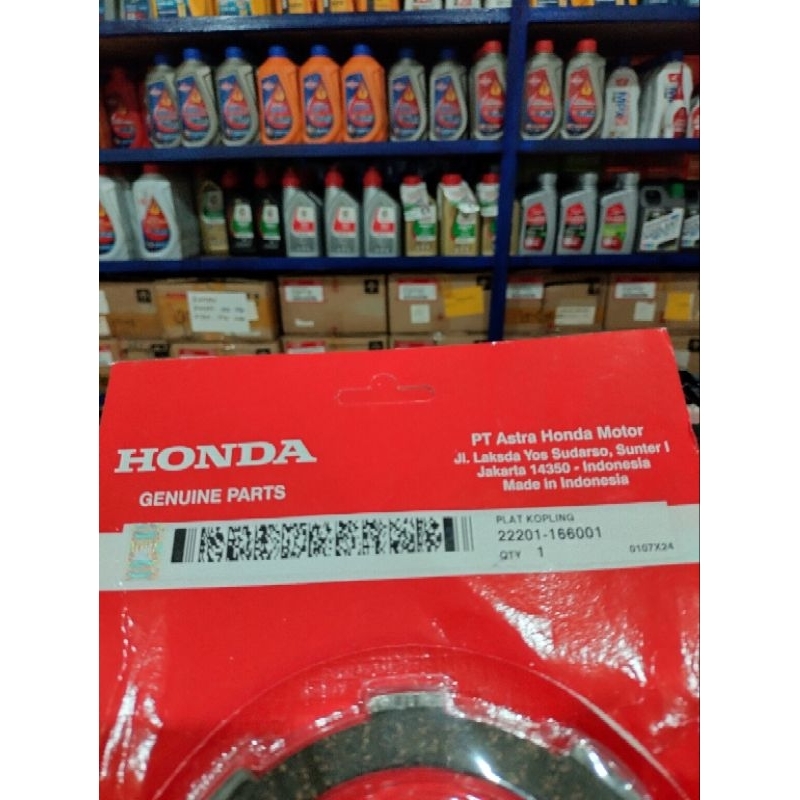 HONDA
GENUINE PARTS
PT Astra Honda Motor
Jl. Laksda Yos Sudarso, Sunter I
Jakarta 14350 - Indonesia
Made in Indonesia
PLAT KOPLING
22201-166001
QTY 1
0107X24